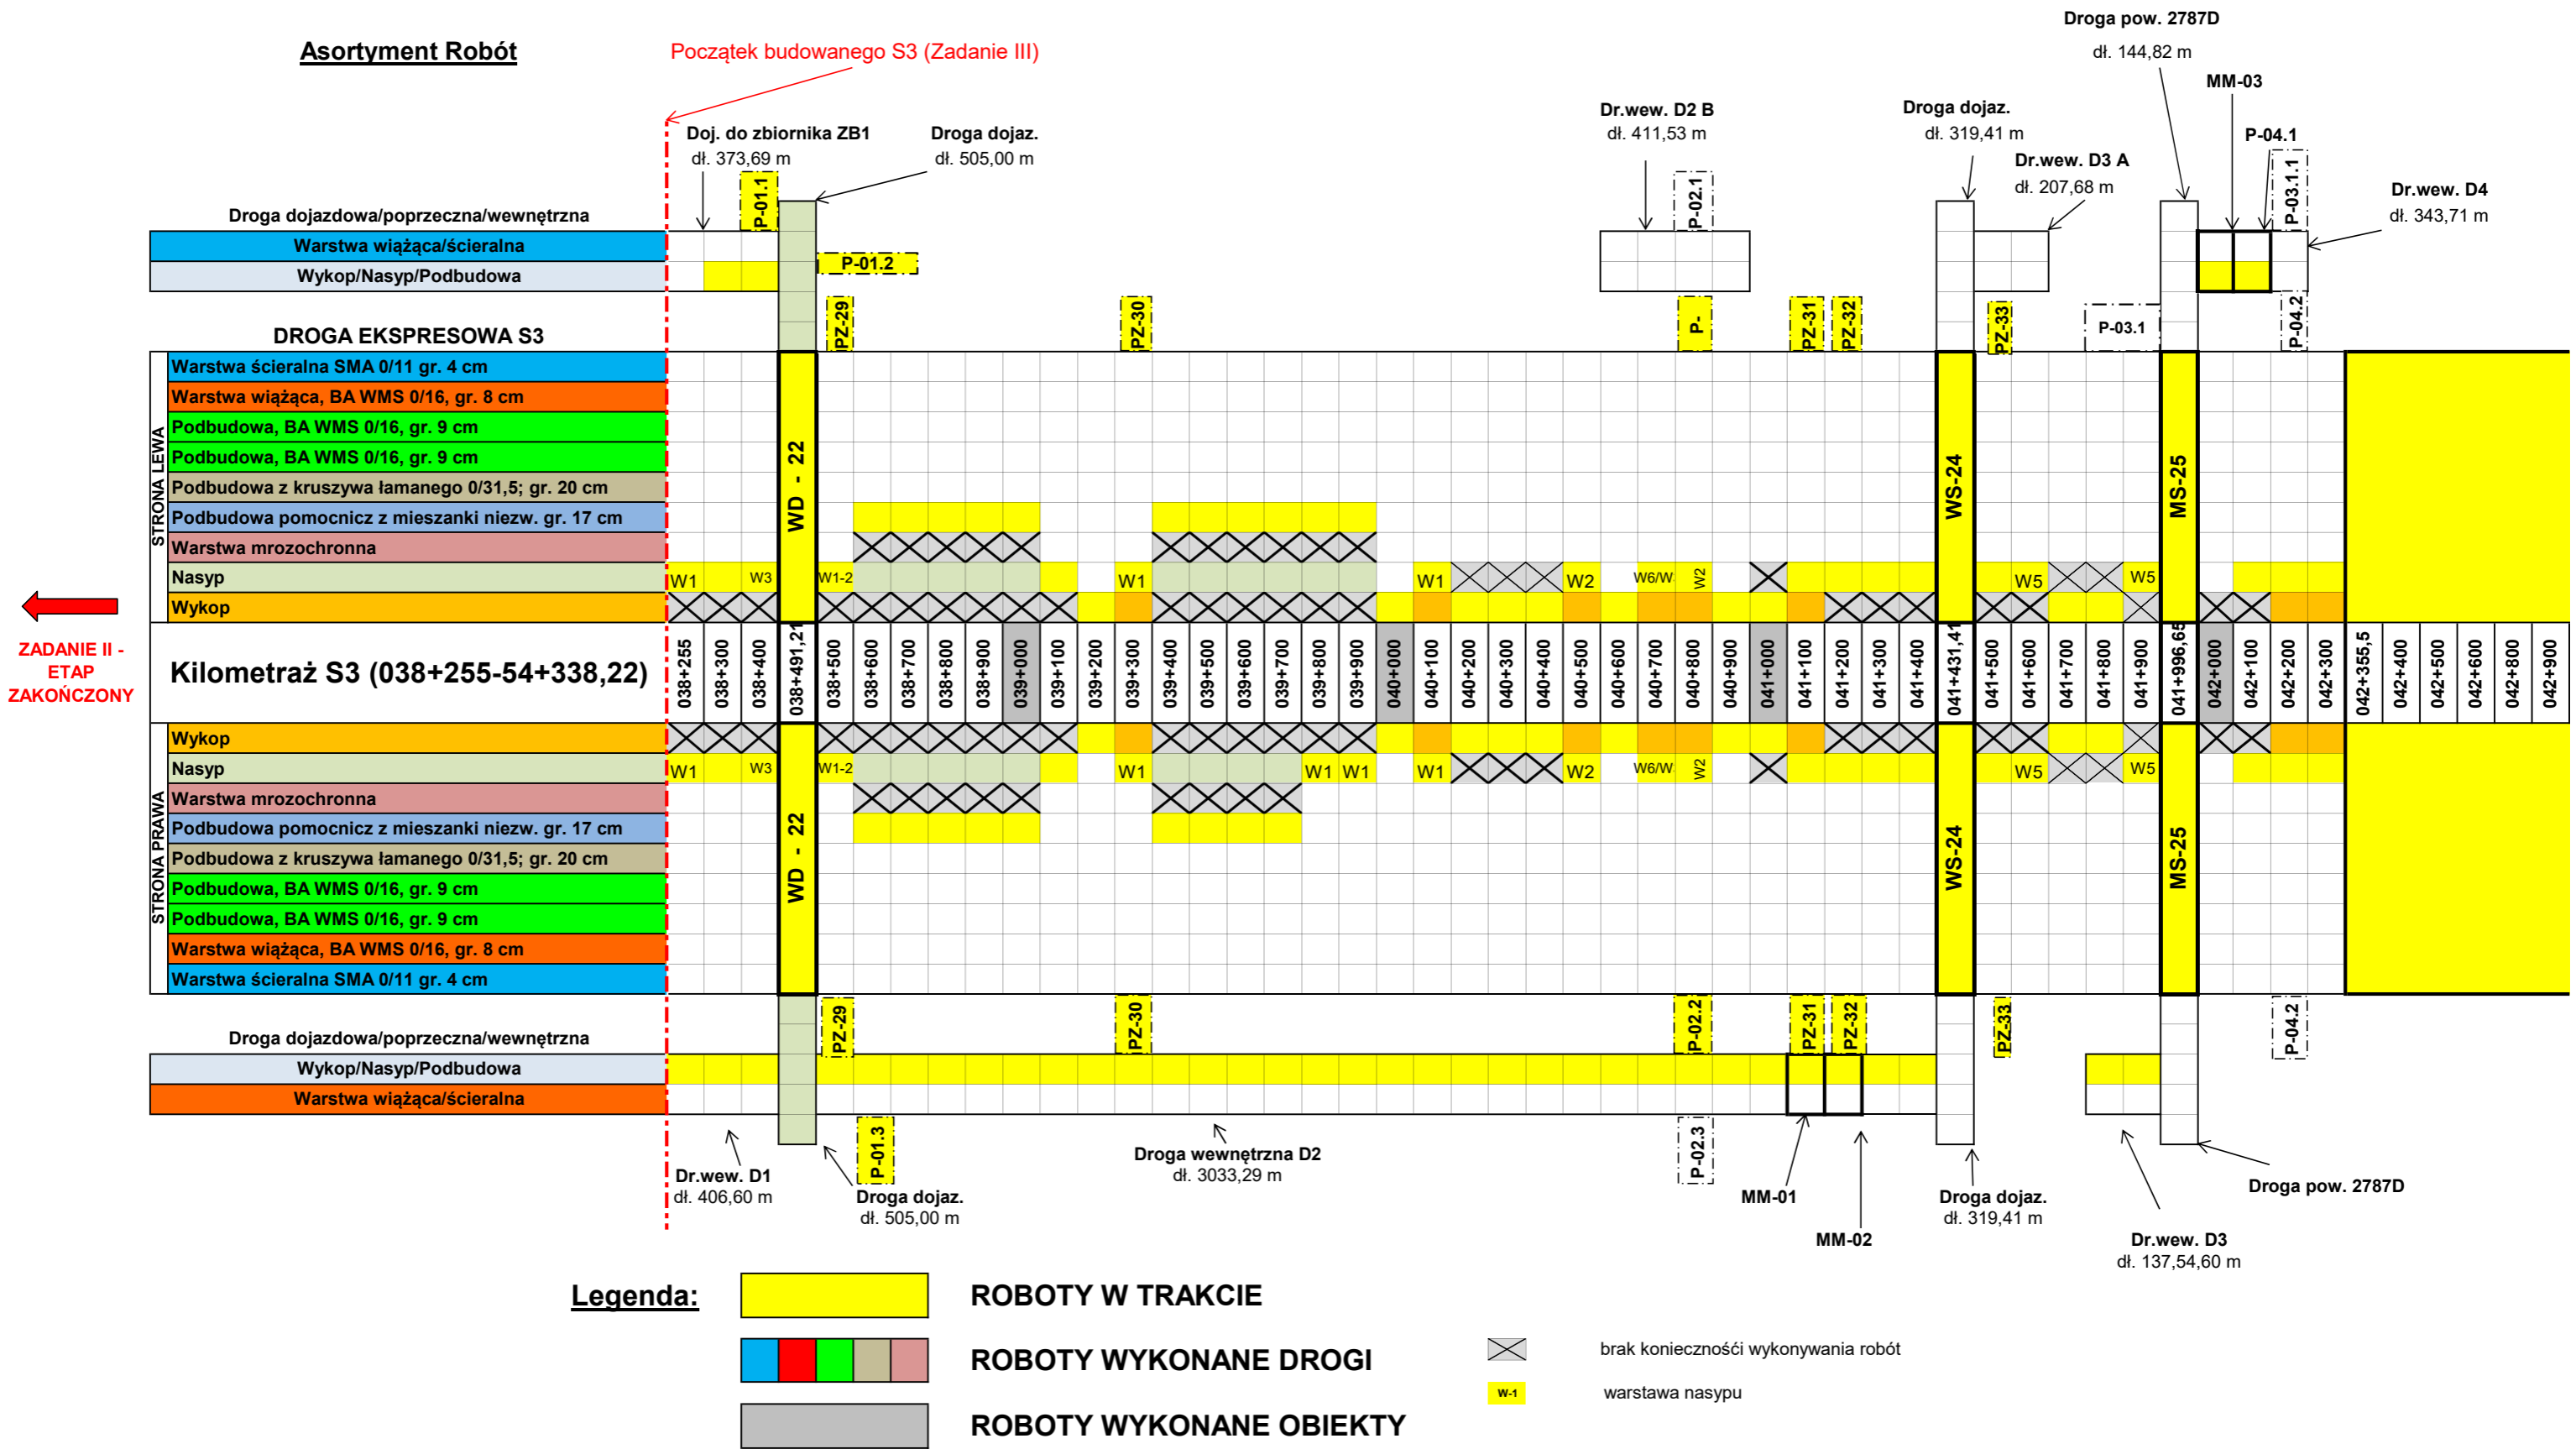 Asortyment Robót
Początek budowanego S3 (Zadanie III)
Droga pow. 2787D
dł. 144,82 m
MM-03
P-04.1
Doj. do zbiornika ZB1
dł. 373,69 m
Droga dojaz.
dł. 505,00 m
Dr.wew. D2 B
dł. 411,53 m
Droga dojaz.
dł. 319,41 m
Dr.wew. D3 A
dł. 207,68 m
Dr.wew. D4
dł. 343,71 m
P-01.1
P-02.1
P-03.1.1
Droga dojazdowa/poprzeczna/wewnętrzna
Warstwa wiążąca/ścieralna
Wykop/Nasyp/Podbudowa
P-01.2
PZ-29
PZ-30
P-
PZ-31
PZ-32
PZ-33
P-03.1
P-04.2
DROGA EKSPRESOWA S3
STRONA LEWA
Warstwa ścieralna SMA 0/11 gr. 4 cm
Warstwa wiążąca, BA WMS 0/16, gr. 8 cm
Podbudowa, BA WMS 0/16, gr. 9 cm
Podbudowa, BA WMS 0/16, gr. 9 cm
Podbudowa z kruszywa łamanego 0/31,5; gr. 20 cm
Podbudowa pomocnicz z mieszanki niezw. gr. 17 cm
Warstwa mrozochronna
Nasyp
Wykop
WD - 22
WS-24
MS-25
W1 W3 W1-2 W1 W1 W2 W6/W W2 W5 W5
ZADANIE II -
ETAP
ZAKOŃCZONY
Kilometraż S3 (038+255-54+338,22)
038+255
038+300
038+400
038+491,21
038+500
038+600
038+700
038+800
038+900
039+000
039+100
039+200
039+300
039+400
039+500
039+600
039+700
039+800
039+900
040+000
040+100
040+200
040+300
040+400
040+500
040+600
040+700
040+800
040+900
041+000
041+100
041+200
041+300
041+400
041+431,41
041+500
041+600
041+700
041+800
041+900
041+996,65
042+000
042+100
042+200
042+300
042+355,5
042+400
042+500
042+600
042+800
042+900
STRONA PRAWA
Wykop
Nasyp
Warstwa mrozochronna
Podbudowa pomocnicz z mieszanki niezw. gr. 17 cm
Podbudowa z kruszywa łamanego 0/31,5; gr. 20 cm
Podbudowa, BA WMS 0/16, gr. 9 cm
Podbudowa, BA WMS 0/16, gr. 9 cm
Warstwa wiążąca, BA WMS 0/16, gr. 8 cm
Warstwa ścieralna SMA 0/11 gr. 4 cm
W1 W3 W1-2 W1 W1 W1 W1 W2 W6/W W2 W5 W5
WD - 22
WS-24
MS-25
PZ-29
PZ-30
P-02.2
PZ-31
PZ-32
PZ-33
P-04.2
Droga dojazdowa/poprzeczna/wewnętrzna
Wykop/Nasyp/Podbudowa
Warstwa wiążąca/ścieralna
P-01.3
P-02.3
Dr.wew. D1
dł. 406,60 m
Droga dojaz.
dł. 505,00 m
Droga wewnętrzna D2
dł. 3033,29 m
MM-01
MM-02
Droga dojaz.
dł. 319,41 m
Droga pow. 2787D
Dr.wew. D3
dł. 137,54,60 m
Legenda:
ROBOTY W TRAKCIE
ROBOTY WYKONANE DROGI
ROBOTY WYKONANE OBIEKTY
brak koniecznośći wykonywania robót
W-1
warstawa nasypu